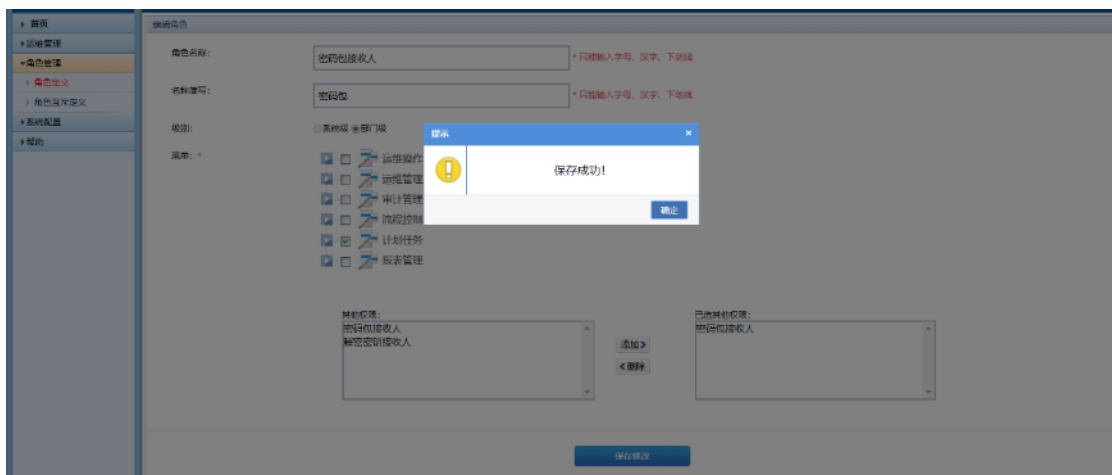 首页
运维管理
角色管理
角色定义
角色互斥定义
系统配置
帮助
编辑角色
角色名称：
密码包接收人
* 只能输入字母、汉字、下划线
名称简写：
密码包
* 只能输入字母、汉字、下划线
级别：
系统级 部门级
提示
×
保存成功!
确定
菜单：*
运维操作
运维管理
审计管理
流程控制
计划任务
报表管理
其他权限：
密码包接收人
解密密钥接收人
添加>
<删除
已选其他权限：
密码包接收人
保存修改